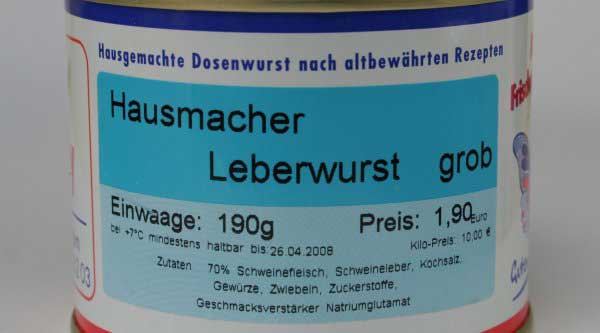 Hausgemachte Dosenwurst nach altbewährten Rezepten
Hausmacher
Leberwurst grob
Einwaage: 190g Preis: 1,90 Euro
bei +7°C mindestens haltbar bis: 26.04.2008 Kilo-Preis: 10,00 €
Zutaten 70% Schweinefleisch, Schweineleber, Kochsalz,
Gewürze, Zwiebeln, Zuckerstoffe,
Geschmacksverstärker Natriumglutamat